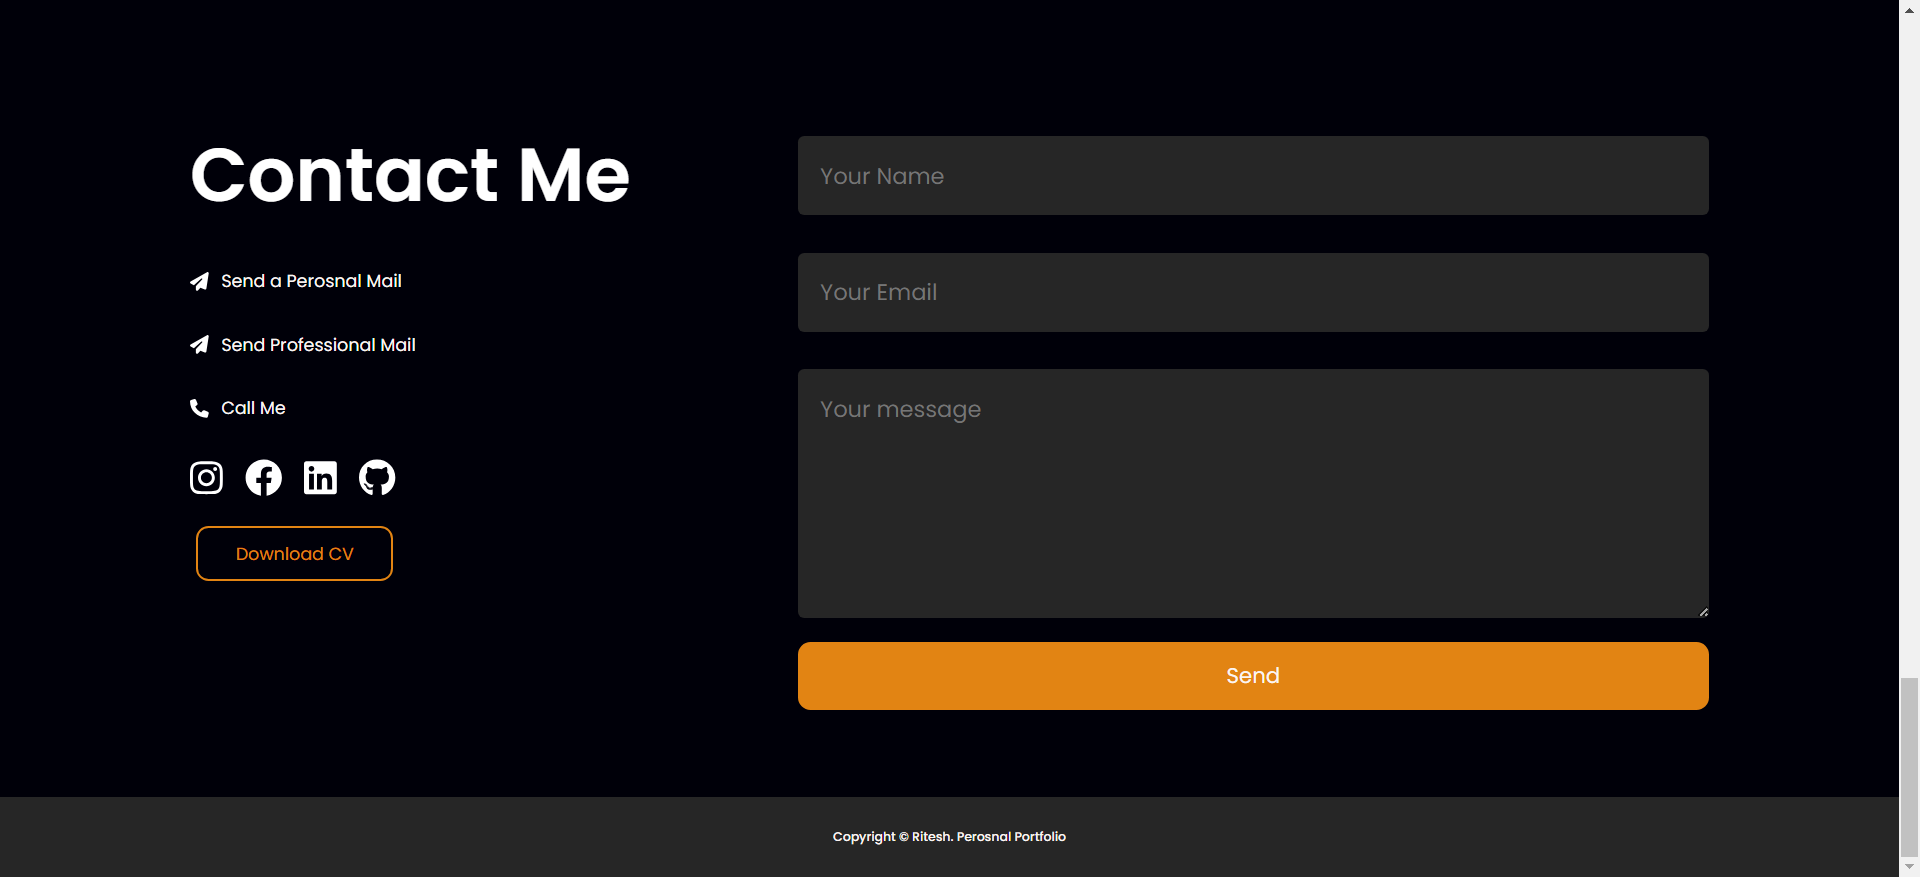 Contact Me
Send a Perosnal Mail
Send Professional Mail
Call Me
Download CV
Your Name
Your Email
Your message
Send
Copyright © Ritesh. Perosnal Portfolio